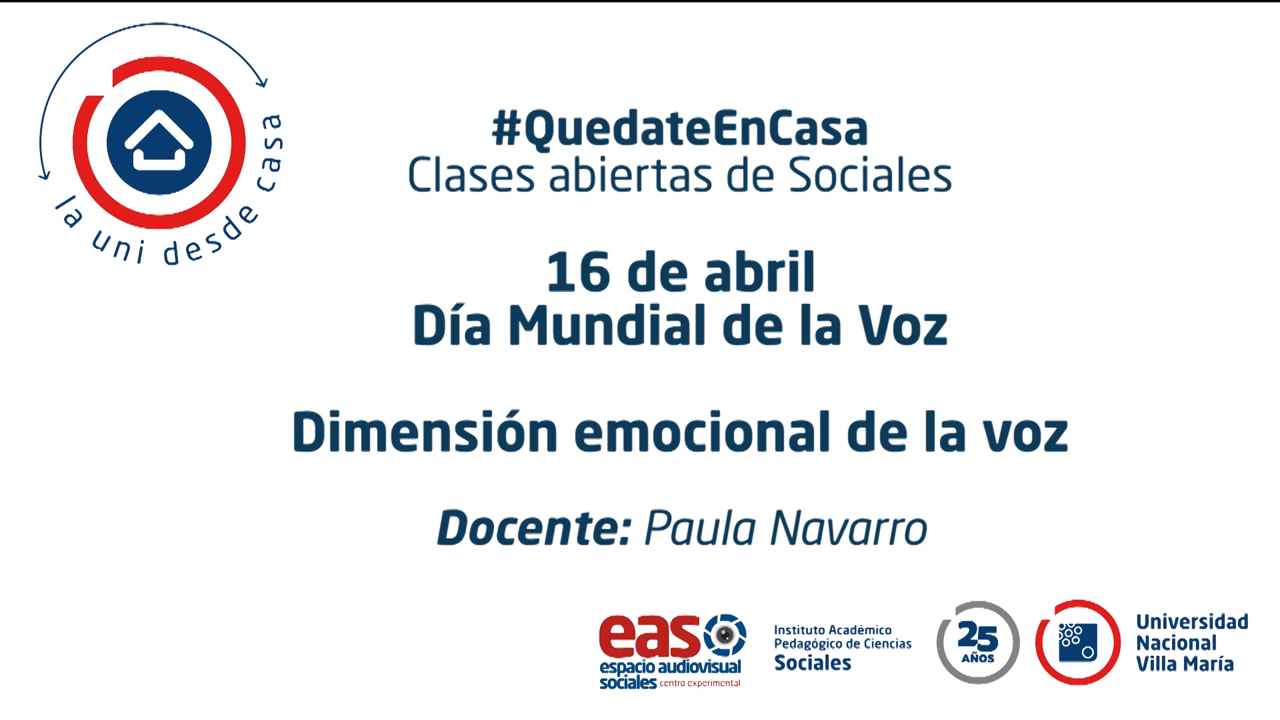 la uni desde casa
#QuedateEnCasa
Clases abiertas de Sociales
16 de abril
Día Mundial de la Voz
Dimensión emocional de la voz
Docente: Paula Navarro
easo
espacio audiovisual
sociales centro experimental
Instituto Académico
Pedagógico de Ciencias
Sociales
25
AÑOS
Universidad
Nacional
Villa María